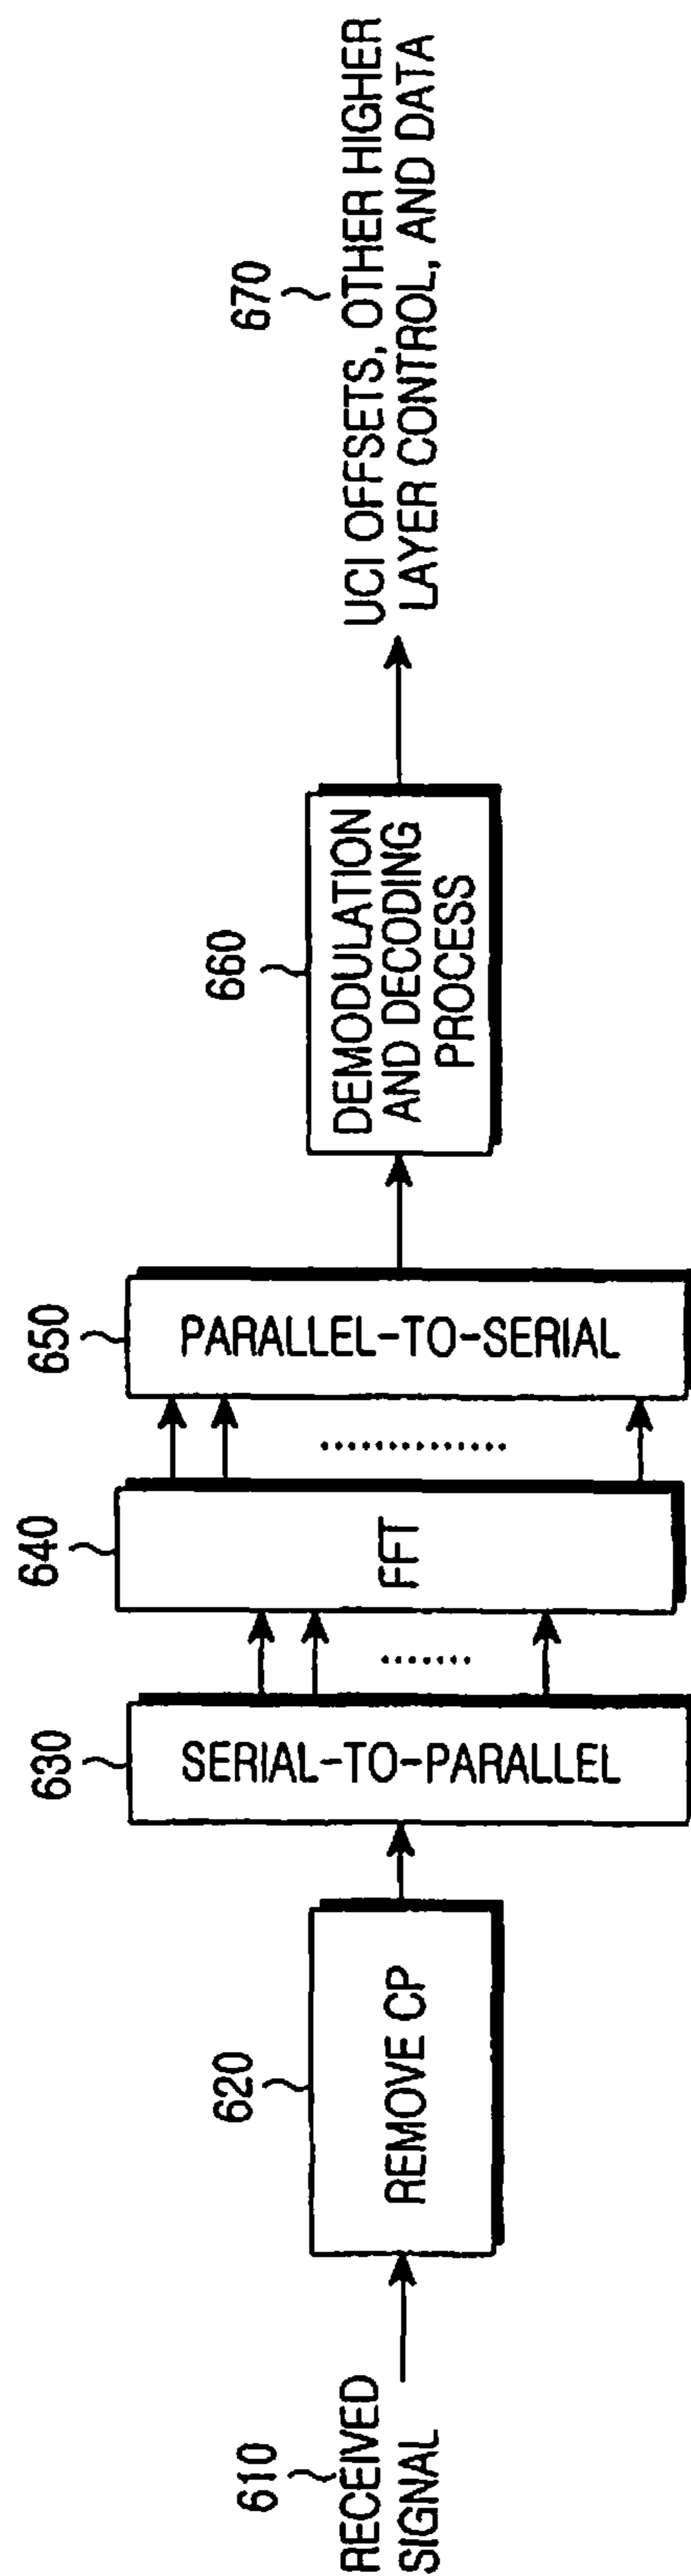 610
RECEIVED
SIGNAL
620
REMOVE CP
630
SERIAL-TO-PARALLEL
640
FFT
650
PARALLEL-TO-SERIAL
660
DEMODULATION
AND DECODING
PROCESS
670
UCI OFFSETS, OTHER HIGHER
LAYER CONTROL, AND DATA